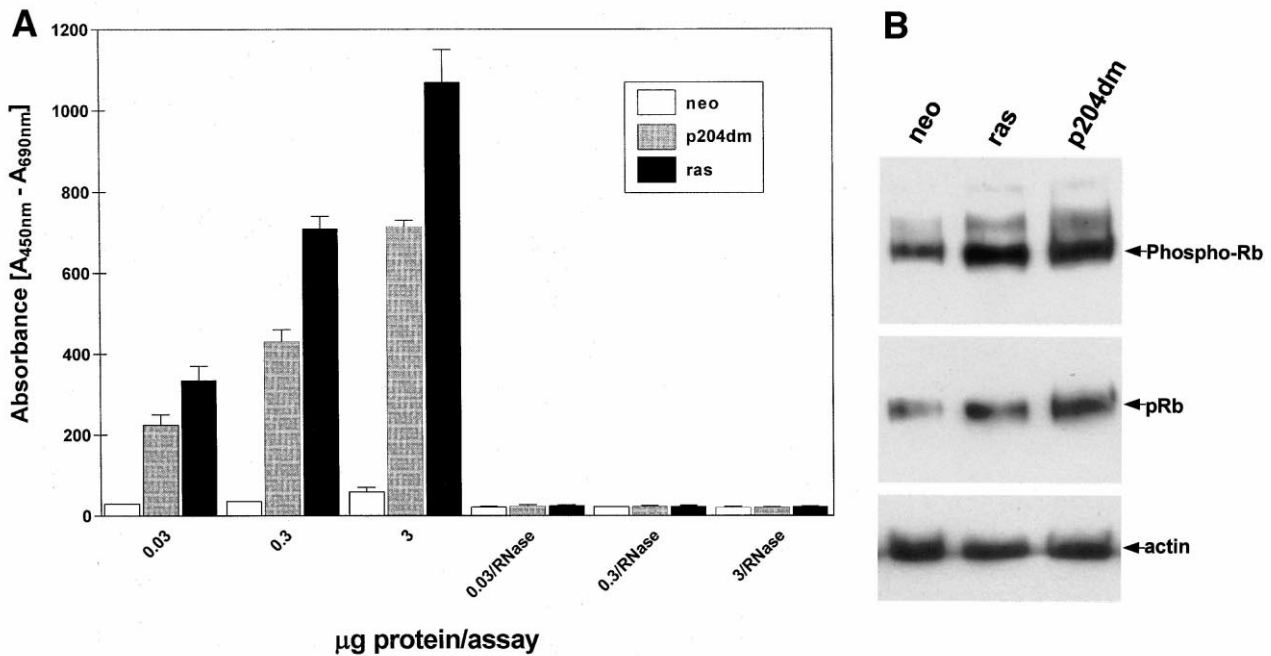 A
Absorbance [A450nm - A690nm]
1200
1000
800
600
400
200
0
neo
p204dm
ras
0.03
0.3
3
0.03/RNase
0.3/RNase
3/RNase
μg protein/assay
B
neo
ras
p204dm
Phospho-Rb
pRb
actin